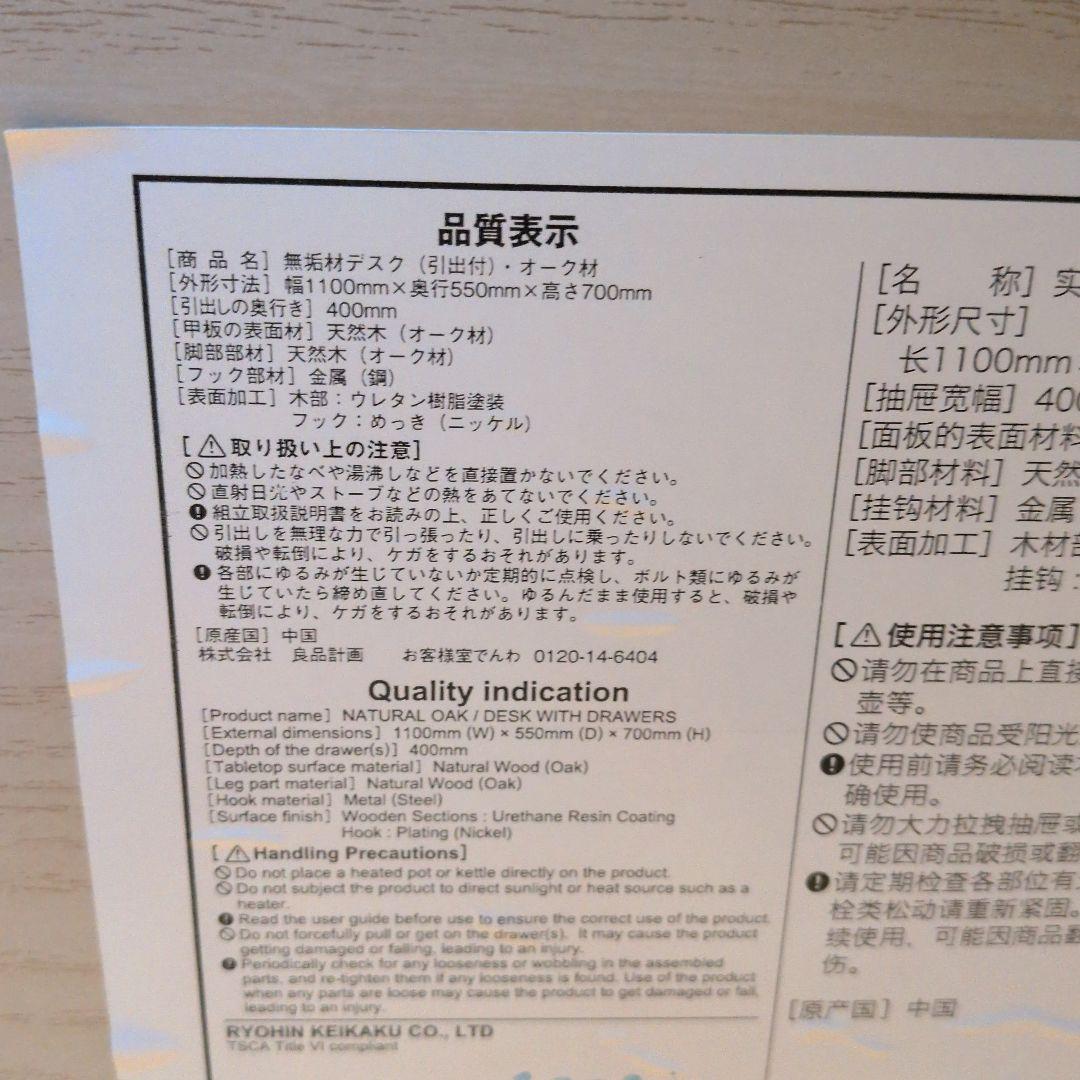 品質表示
[商品名] 無垢材デスク（引出付）・オーク材
[外形寸法] 幅1100mm×奥行550mm×高さ700mm
[引出しの奥行き] 400mm
[甲板の表面材] 天然木（オーク材）
[脚部部材] 天然木（オーク材）
[フック部材] 金属（鋼）
[表面加工] 木部：ウレタン樹脂塗装
フック：めっき（ニッケル）
[⚠取り扱い上の注意]
加熱したなべや湯沸しなどを直接置かないでください。
直射日光やストーブなどの熱をあてないでください。
組立取扱説明書をお読みの上、正しくご使用ください。
引出しを無理な力で引っ張ったり、引出しに乗ったりしないでください。
破損や転倒により、ケガをするおそれがあります。
各部にゆるみが生じていないか定期的に点検し、ボルト類にゆるみが
生じていたら締め直してください。ゆるんだまま使用すると、破損や
転倒により、ケガをするおそれがあります。
[原産国] 中国
株式会社 良品計画 お客様室でんわ 0120-14-6404
Quality indication
[Product name] NATURAL OAK / DESK WITH DRAWERS
[External dimensions] 1100mm (W) × 550mm (D) × 700mm (H)
[Depth of the drawer(s)] 400mm
[Tabletop surface material] Natural Wood (Oak)
[Leg part material] Natural Wood (Oak)
[Hook material] Metal (Steel)
[Surface finish] Wooden Sections : Urethane Resin Coating
Hook : Plating (Nickel)
[⚠Handling Precautions]
Do not place a heated pot or kettle directly on the product.
Do not subject the product to direct sunlight or heat source such as a
heater.
Read the user guide before use to ensure the correct use of the product.
Do not forcefully pull or get on the drawer(s). It may cause the product
getting damaged or falling, leading to an injury.
Periodically check for any looseness or wobbling in the assembled
parts, and re-tighten them if any looseness is found. Use of the product
when any parts are loose may cause the product to get damaged or fall,
leading to an injury.
RYOHIN KEIKAKU CO., LTD
TSCA Title VI compliant
[名 称] 实
[外形尺寸]
长1100mm
[抽屉宽幅] 400
[面板的表面材料
[脚部材料] 天然
[挂钩材料] 金属
[表面加工] 木材部
挂钩：
[⚠使用注意事项]
请勿在商品上直接
壶等。
请勿使商品受阳光
使用前请务必阅读
确使用。
请勿大力拉拽抽屉或
可能因商品破损或翻
请定期检查各部位有
栓类松动请重新紧固。
续使用，可能因商品翻
伤。
[原产国] 中国